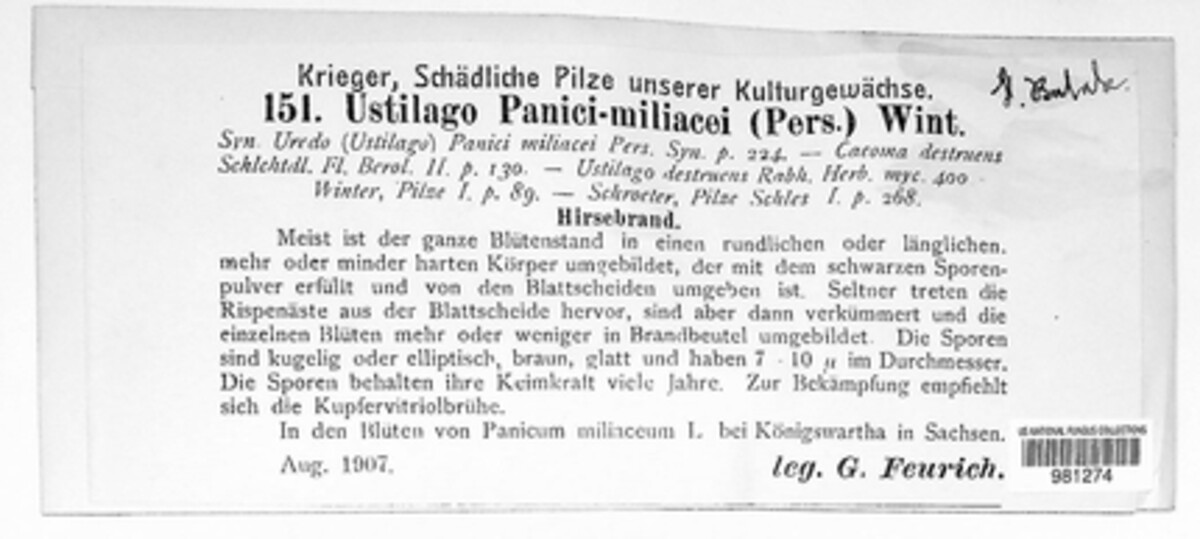 Krieger, Schädliche Pilze unserer Kulturgewächse.
151. Ustilago Panici-miliacei (Pers.) Wint.
Syn. Uredo (Ustilago) Panici miliacei Pers. Syn. p. 224. — Caeoma destruens
Schlchtdl. Fl. Berol. II. p. 130. — Ustilago destruens Rabh. Herb. myc. 400
Winter, Pilze I. p. 89. — Schroeter, Pilze Schles I. p. 268.
Hirsebrand.
Meist ist der ganze Blütenstand in einen rundlichen oder länglichen,
mehr oder minder harten Körper umgebildet, der mit dem schwarzen Sporen-
pulver erfüllt und von den Blattscheiden umgeben ist. Seltner treten die
Rispenäste aus der Blattscheide hervor, sind aber dann verkümmert und die
einzelnen Blüten mehr oder weniger in Brandbeutel umgebildet. Die Sporen
sind kugelig oder elliptisch, braun, glatt und haben 7 - 10 µ im Durchmesser.
Die Sporen behalten ihre Keimkraft viele Jahre. Zur Bekämpfung empfiehlt
sich die Kupfervitriolbrühe.
In den Blüten von Panicum miliaceum L. bei Königswartha in Sachsen.
Aug. 1907.
leg. G. Feurich.
US NATIONAL FUNGUS COLLECTIONS
981274